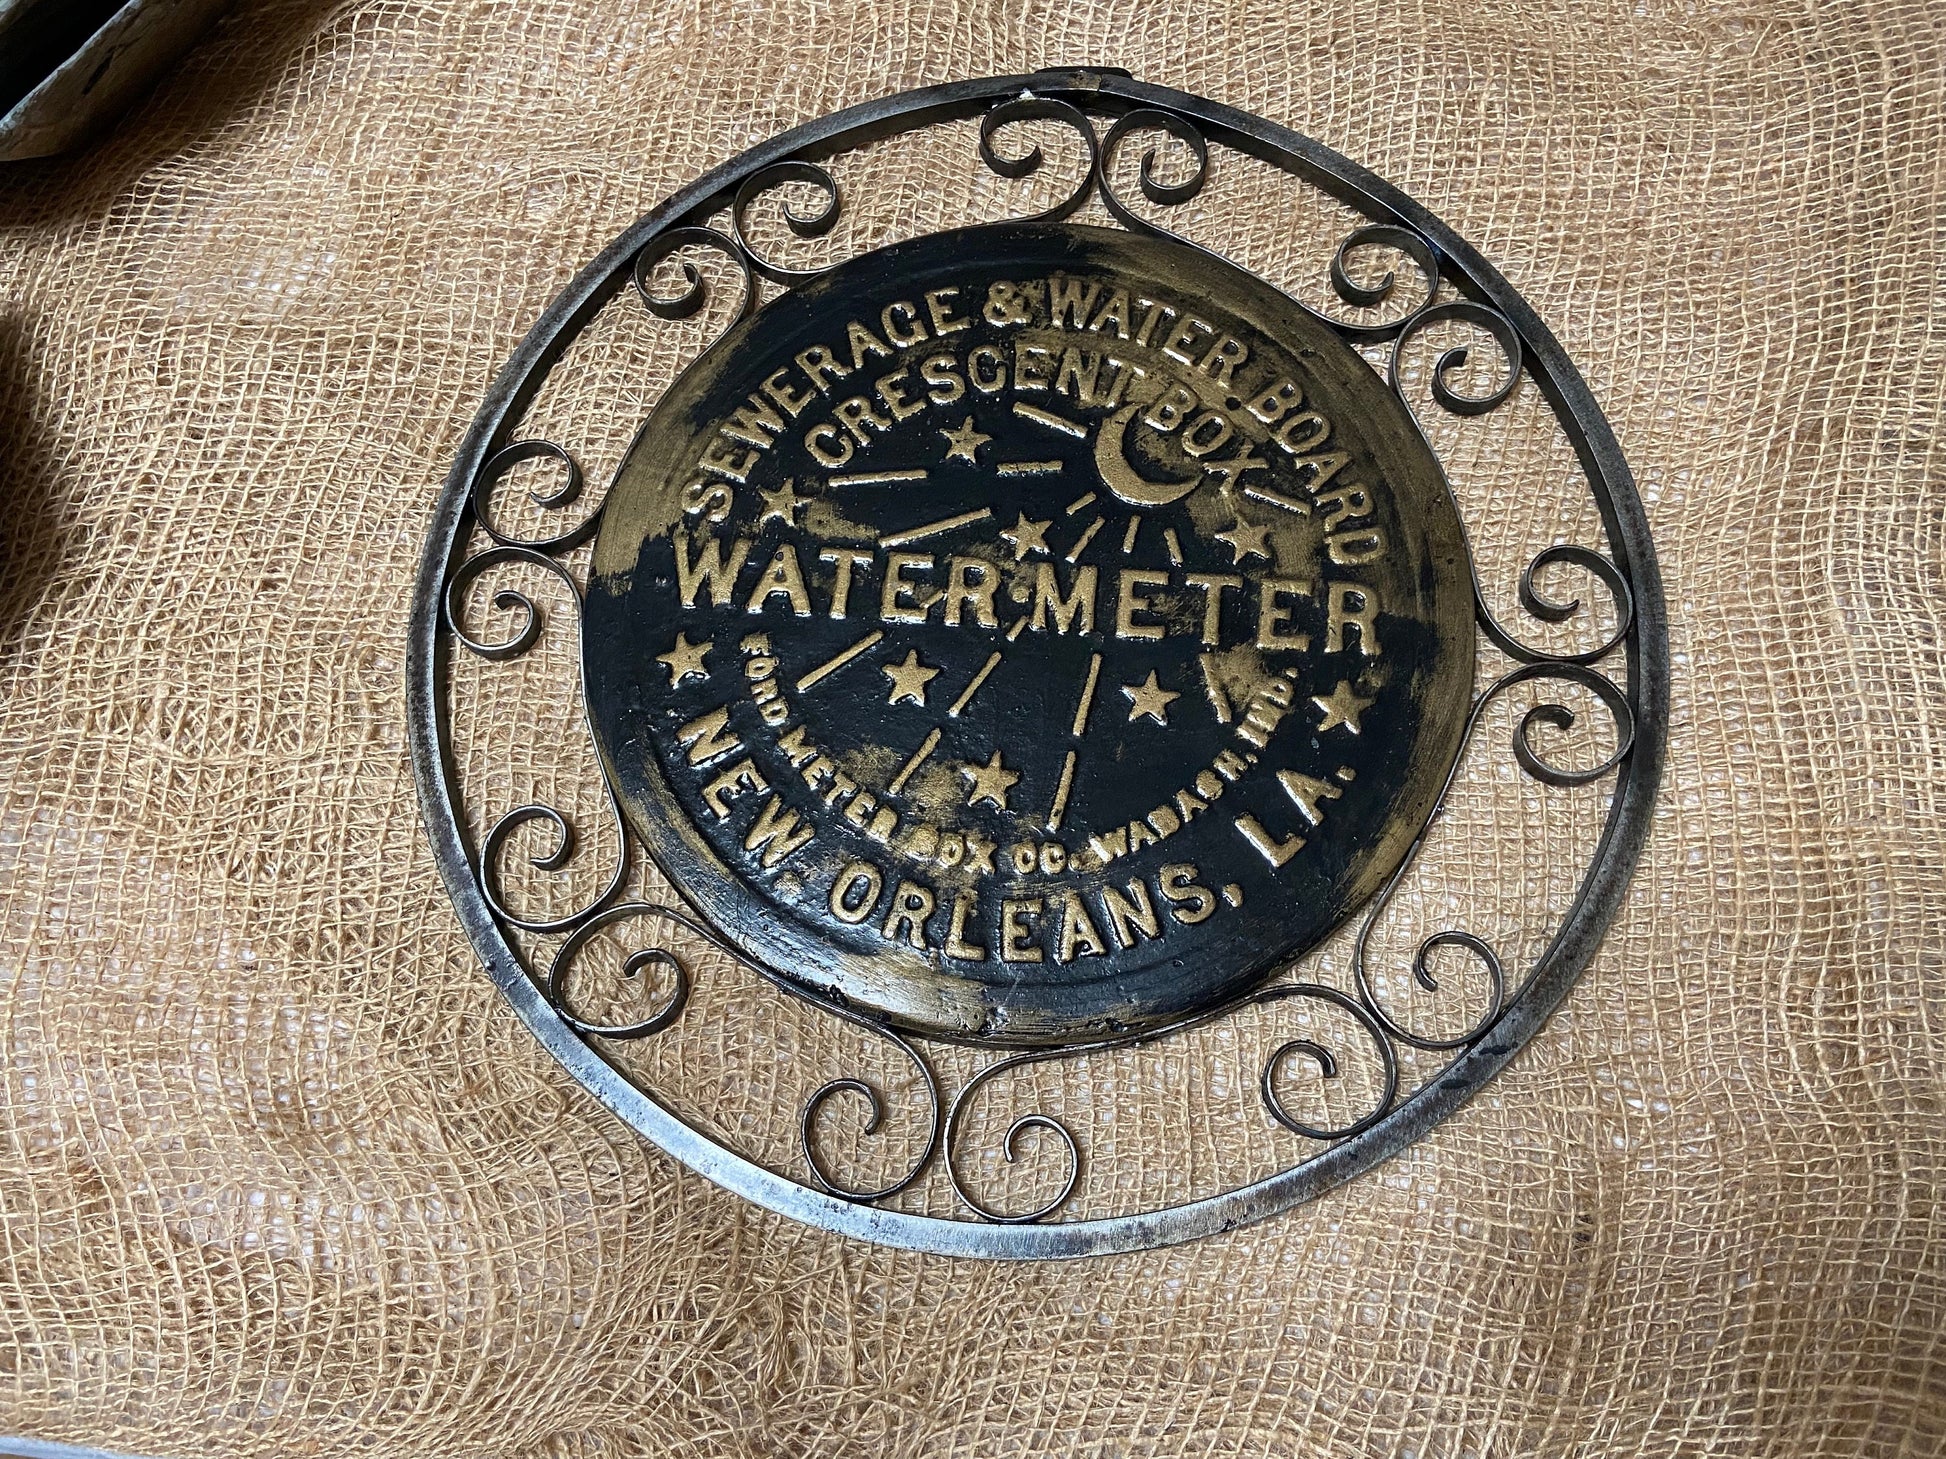 SEWERAGE & WATER BOARD
CRESCENT BOX
WATER METER
FORD METER BOX CO. WABASH, IND.
NEW ORLEANS, LA.